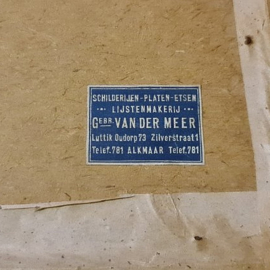 SCHILDERIJEN-PLATEN-ETSEN
LIJSTENMAKERIJ
GEBR. VAN DER MEER
Luttik Oudorp 73 Zilverstraat 1
Telef. 781 ALKMAAR Telef. 781